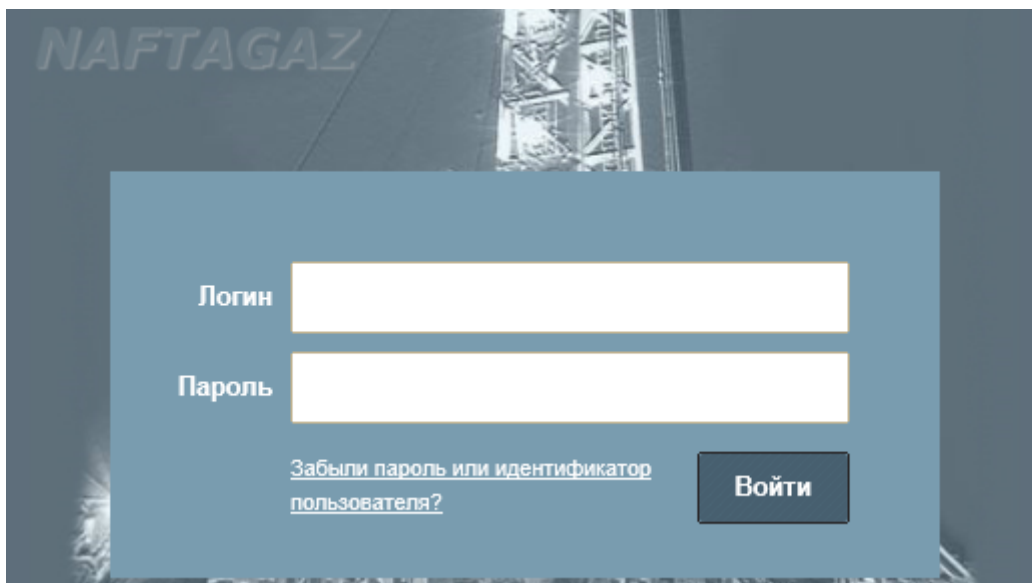 NAFTAGAZ
Логин
Пароль
Забыли пароль или идентификатор
пользователя?
Войти